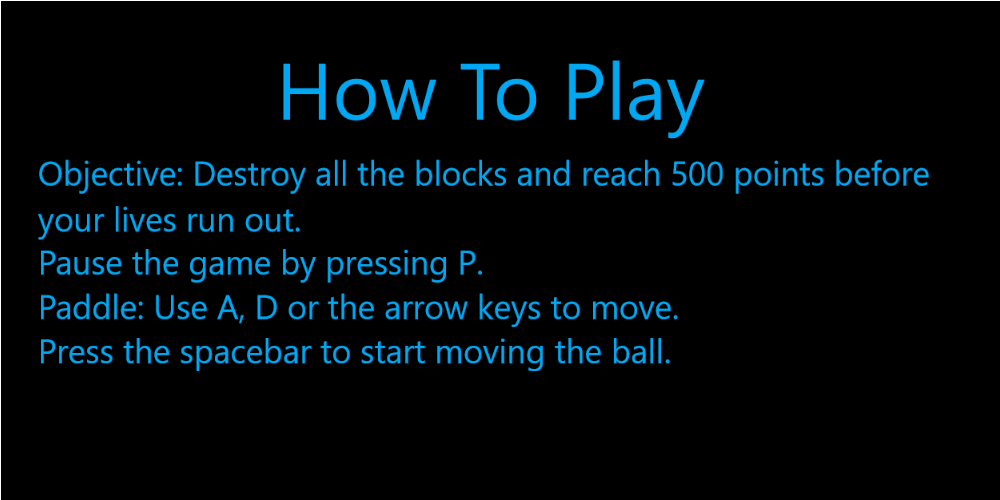 How To Play
Objective: Destroy all the blocks and reach 500 points before
your lives run out.
Pause the game by pressing P.
Paddle: Use A, D or the arrow keys to move.
Press the spacebar to start moving the ball.